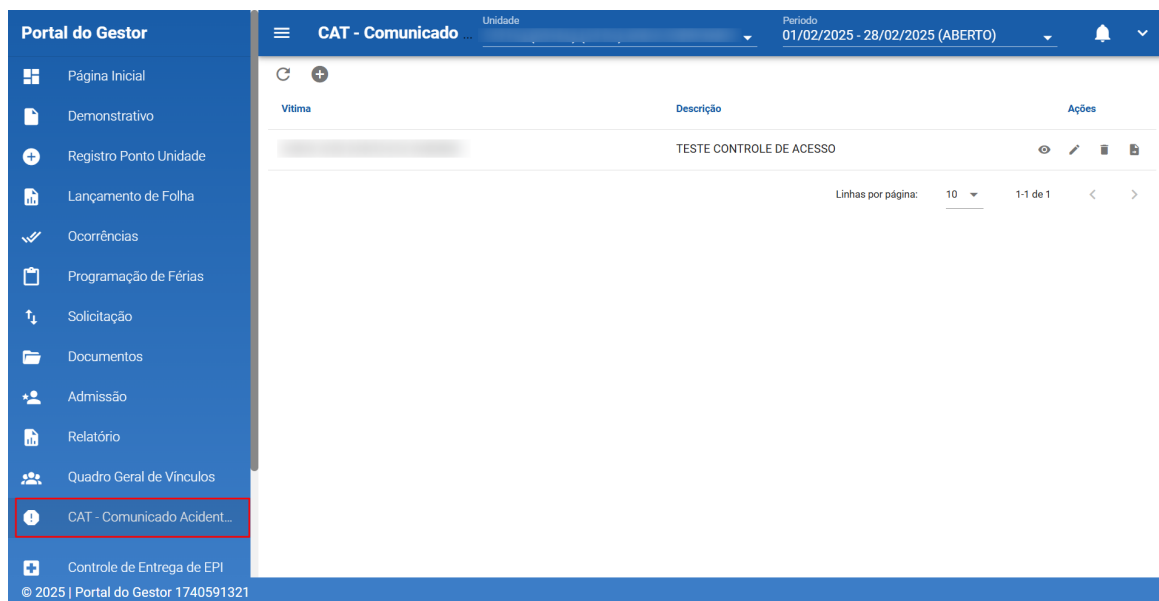 Portal do Gestor
Página Inicial
Demonstrativo
Registro Ponto Unidade
Lançamento de Folha
Ocorrências
Programação de Férias
Solicitação
Documentos
Admissão
Relatório
Quadro Geral de Vínculos
CAT - Comunicado Acident...
Controle de Entrega de EPI
© 2025 | Portal do Gestor 1740591321
CAT - Comunicado ...
Unidade
Periodo
01/02/2025 - 28/02/2025 (ABERTO)
Vitima Descrição Ações
TESTE CONTROLE DE ACESSO
Linhas por página: 10 1-1 de 1